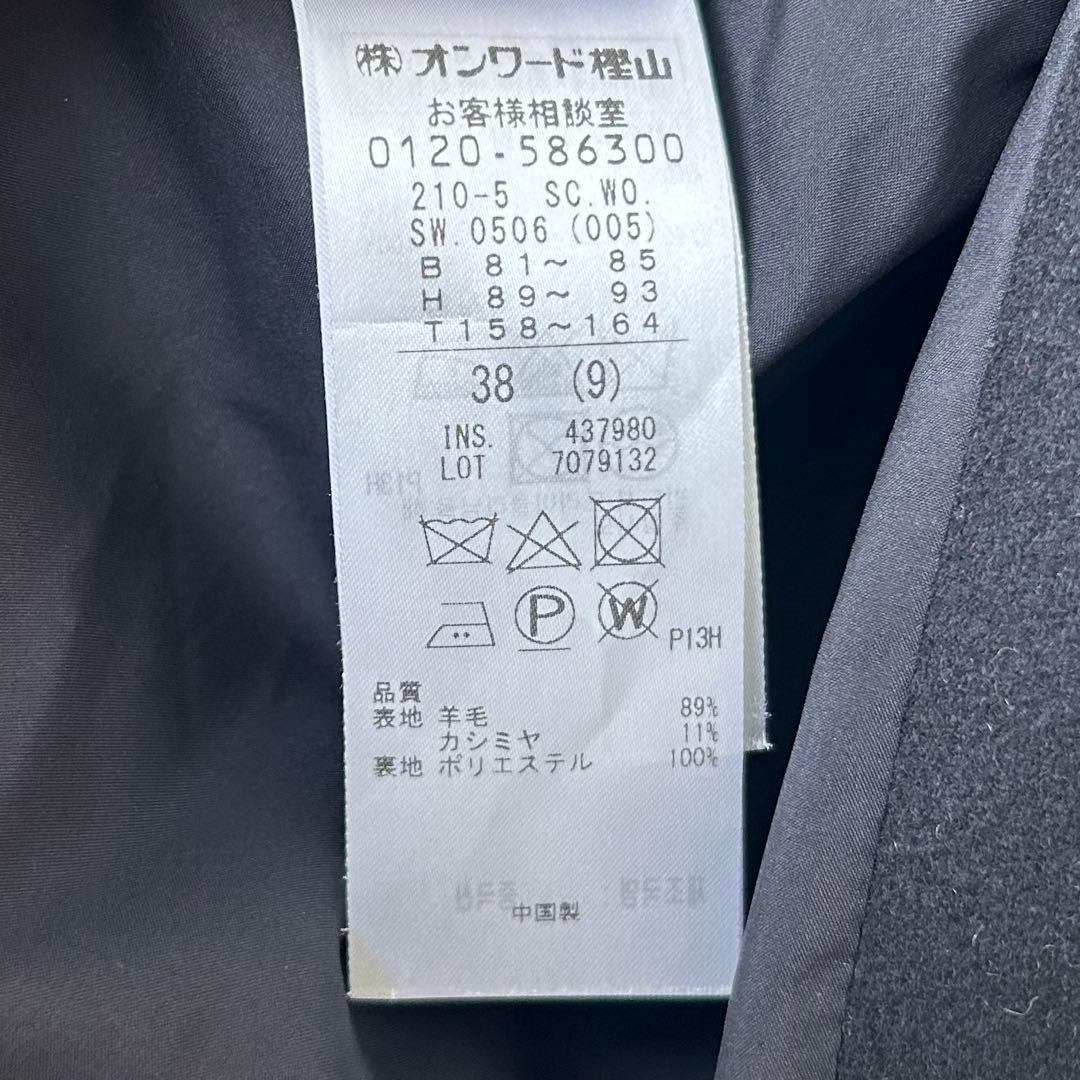 ㈱オンワード樫山
お客様相談室
0120-586300
210-5 SC.WO.
SW.0506 (005)
B 81～ 85
H 89～ 93
T158～164
38 (9)
INS. 437980
LOT 7079132
P
W
P13H
品質
表地 羊毛 89%
カシミヤ 11%
裏地 ポリエステル 100%
中国製